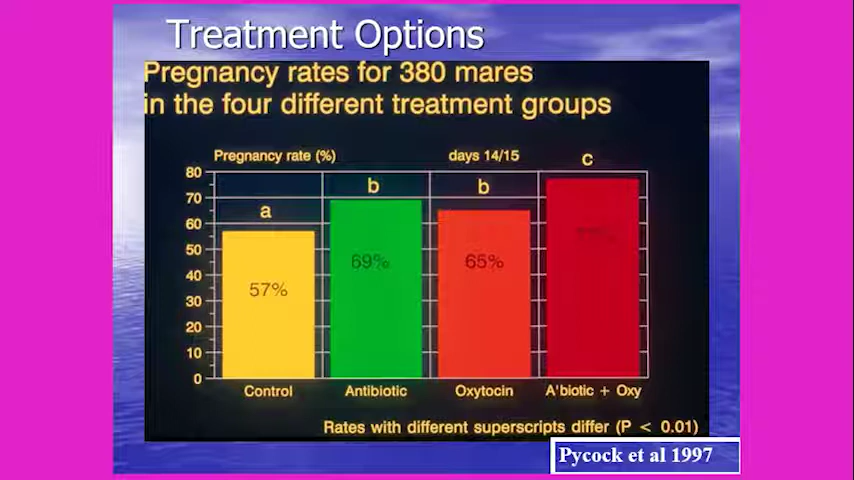 Treatment Options
Pregnancy rates for 380 mares
in the four different treatment groups
Pregnancy rate (%) days 14/15
80
70
60
50
40
30
20
10
0
a
b
b
c
57%
69%
65%
Control
Antibiotic
Oxytocin
A'biotic + Oxy
Rates with different superscripts differ (P < 0.01)
Pycock et al 1997